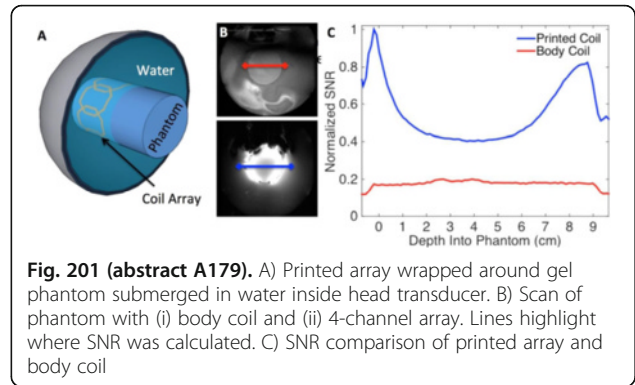 A
Water
Phantom
Coil Array
B
C
Printed Coil
Body Coil
Normalized SNR
1
0.8
0.6
0.4
0.2
0
0 1 2 3 4 5 6 7 8 9
Depth Into Phantom (cm)
Fig. 201 (abstract A179). A) Printed array wrapped around gel
phantom submerged in water inside head transducer. B) Scan of
phantom with (i) body coil and (ii) 4-channel array. Lines highlight
where SNR was calculated. C) SNR comparison of printed array and
body coil